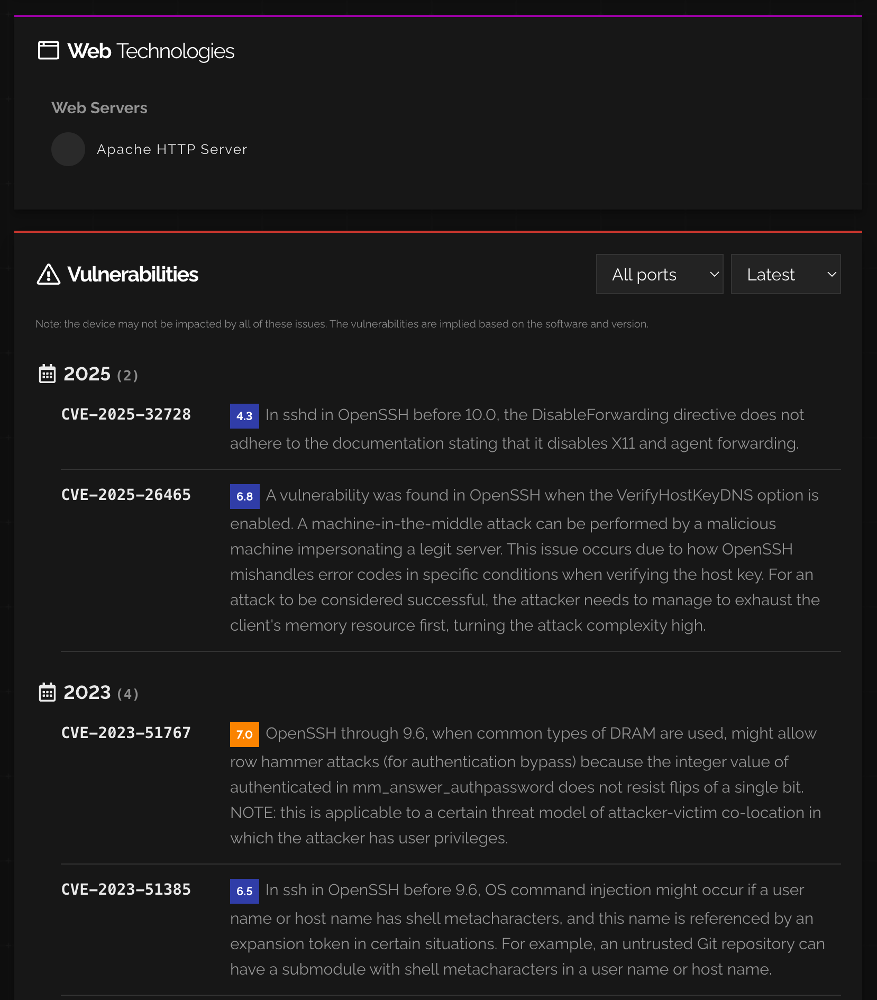 Web Technologies
Web Servers
Apache HTTP Server
Vulnerabilities
All ports
Latest
Note: the device may not be impacted by all of these issues. The vulnerabilities are implied based on the software and version.
2025 (2)
CVE-2025-32728
4.3 In sshd in OpenSSH before 10.0, the DisableForwarding directive does not
adhere to the documentation stating that it disables X11 and agent forwarding.
CVE-2025-26465
6.8 A vulnerability was found in OpenSSH when the VerifyHostKeyDNS option is
enabled. A machine-in-the-middle attack can be performed by a malicious
machine impersonating a legit server. This issue occurs due to how OpenSSH
mishandles error codes in specific conditions when verifying the host key. For an
attack to be considered successful, the attacker needs to manage to exhaust the
client's memory resource first, turning the attack complexity high.
2023 (4)
CVE-2023-51767
7.0 OpenSSH through 9.6, when common types of DRAM are used, might allow
row hammer attacks (for authentication bypass) because the integer value of
authenticated in mm_answer_authpassword does not resist flips of a single bit.
NOTE: this is applicable to a certain threat model of attacker-victim co-location in
which the attacker has user privileges.
CVE-2023-51385
6.5 In ssh in OpenSSH before 9.6, OS command injection might occur if a user
name or host name has shell metacharacters, and this name is referenced by an
expansion token in certain situations. For example, an untrusted Git repository can
have a submodule with shell metacharacters in a user name or host name.